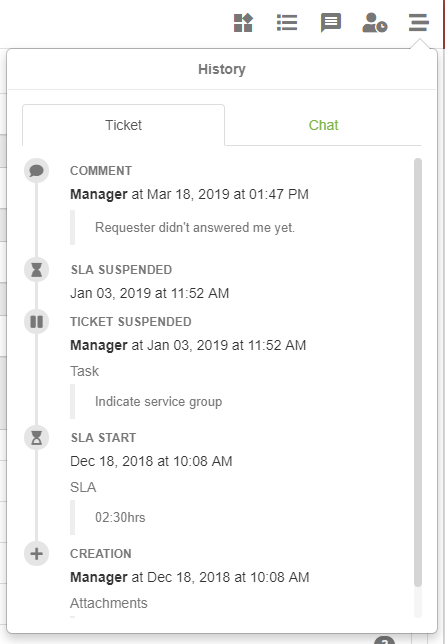 History
Ticket
Chat
COMMENT
Manager at Mar 18, 2019 at 01:47 PM
Requester didn't answered me yet.
SLA SUSPENDED
Jan 03, 2019 at 11:52 AM
TICKET SUSPENDED
Manager at Jan 03, 2019 at 11:52 AM
Task
Indicate service group
SLA START
Dec 18, 2018 at 10:08 AM
SLA
02:30hrs
CREATION
Manager at Dec 18, 2018 at 10:08 AM
Attachments